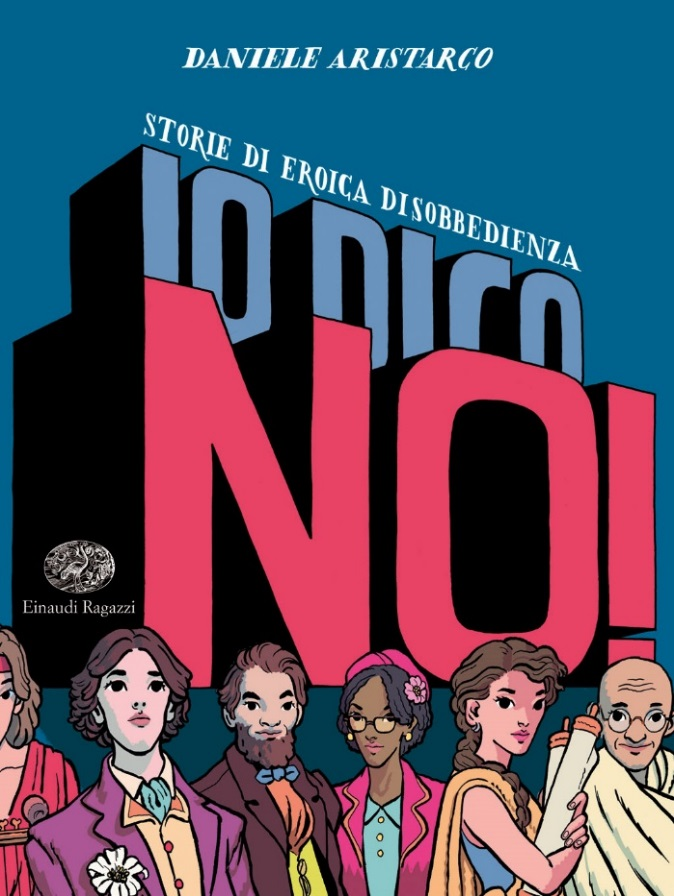 DANIELE ARISTARCO
STORIE DI EROICA DISOBBEDIENZA
IO DICO
NO!
Einaudi Ragazzi